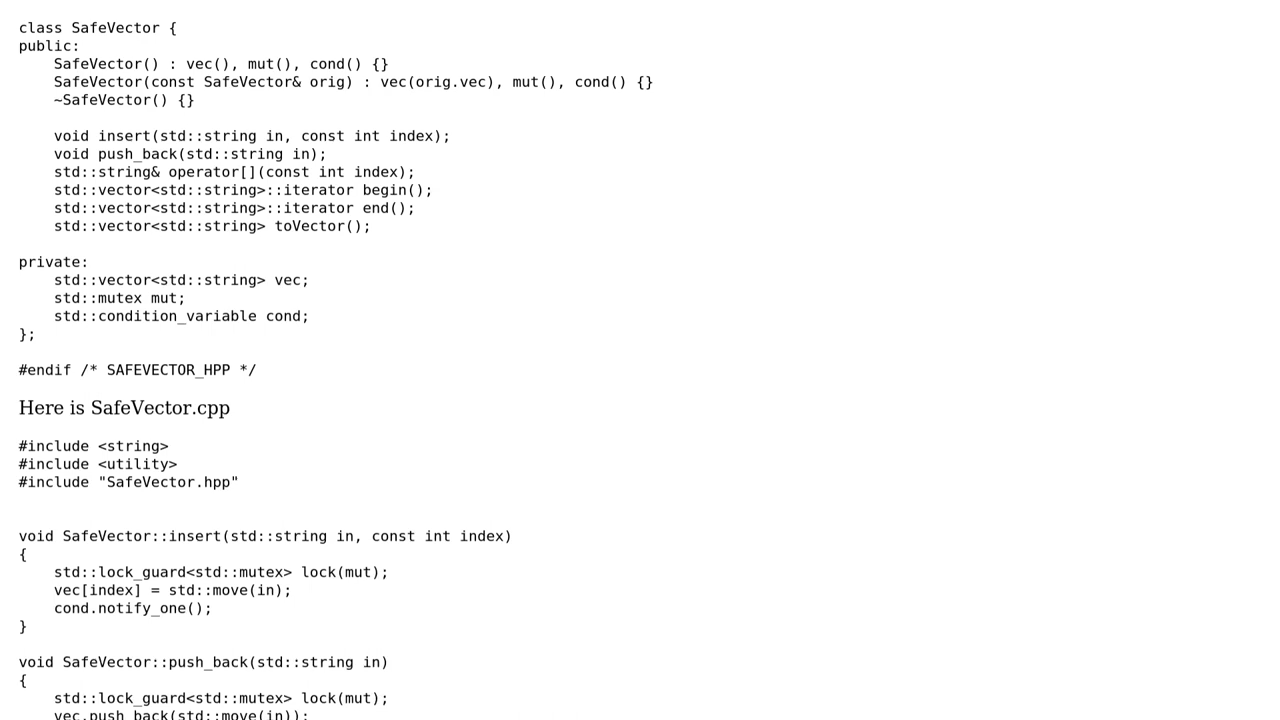 class SafeVector {
public:
    SafeVector() : vec(), mut(), cond() {}
    SafeVector(const SafeVector& orig) : vec(orig.vec), mut(), cond() {}
    ~SafeVector() {}

    void insert(std::string in, const int index);
    void push_back(std::string in);
    std::string& operator[](const int index);
    std::vector<std::string>::iterator begin();
    std::vector<std::string>::iterator end();
    std::vector<std::string> toVector();

private:
    std::vector<std::string> vec;
    std::mutex mut;
    std::condition_variable cond;
};

#endif /* SAFEVECTOR_HPP */

Here is SafeVector.cpp

#include <string>
#include <utility>
#include "SafeVector.hpp"


void SafeVector::insert(std::string in, const int index)
{
    std::lock_guard<std::mutex> lock(mut);
    vec[index] = std::move(in);
    cond.notify_one();
}

void SafeVector::push_back(std::string in)
{
    std::lock_guard<std::mutex> lock(mut);
    vec.push_back(std::move(in));